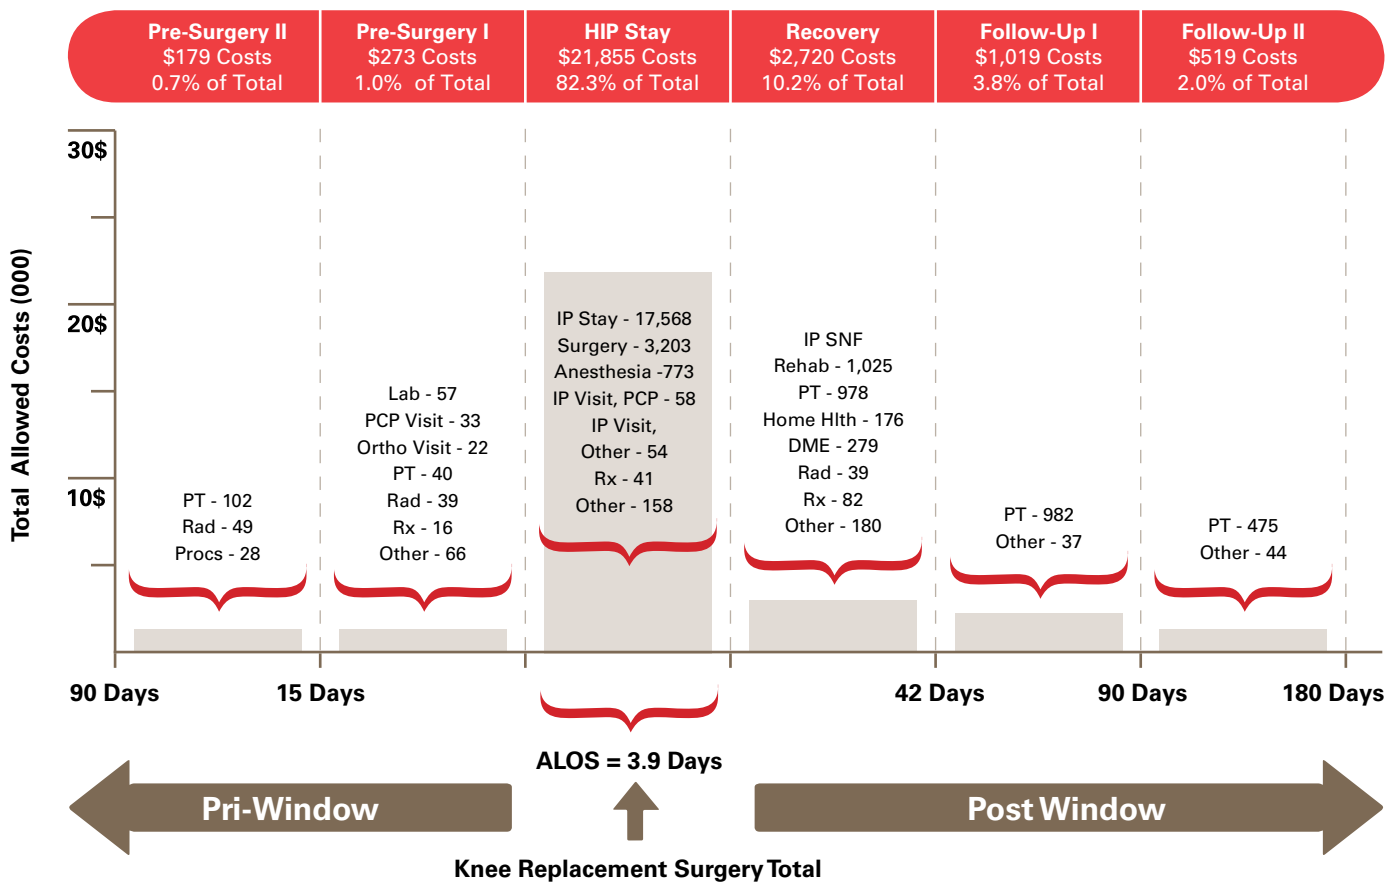 Pre-Surgery II
$179 Costs
0.7% of Total
Pre-Surgery I
$273 Costs
1.0% of Total
HIP Stay
$21,855 Costs
82.3% of Total
Recovery
$2,720 Costs
10.2% of Total
Follow-Up I
$1,019 Costs
3.8% of Total
Follow-Up II
$519 Costs
2.0% of Total
Total Allowed Costs (000)
30$
20$
10$
PT - 102
Rad - 49
Procs - 28
Lab - 57
PCP Visit - 33
Ortho Visit - 22
PT - 40
Rad - 39
Rx - 16
Other - 66
IP Stay - 17,568
Surgery - 3,203
Anesthesia -773
IP Visit, PCP - 58
IP Visit,
Other - 54
Rx - 41
Other - 158
IP SNF
Rehab - 1,025
PT - 978
Home Hlth - 176
DME - 279
Rad - 39
Rx - 82
Other - 180
PT - 982
Other - 37
PT - 475
Other - 44
90 Days
15 Days
42 Days
90 Days
180 Days
ALOS = 3.9 Days
Pri-Window
Post Window
Knee Replacement Surgery Total